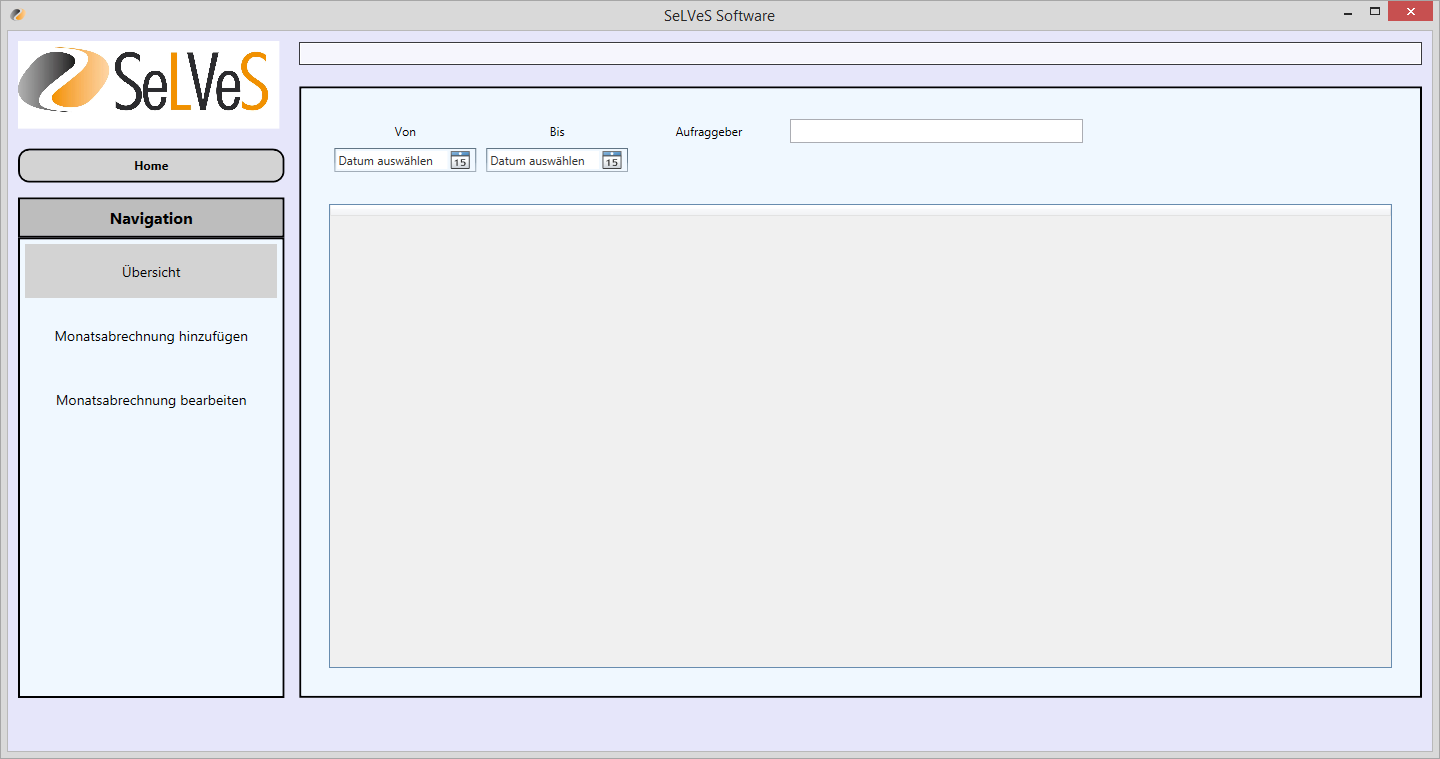 SeLVeS Software
SeLVeS
Home
Navigation
Übersicht
Monatsabrechnung hinzufügen
Monatsabrechnung bearbeiten
Von Bis Aufraggeber
Datum auswählen 15 Datum auswählen 15